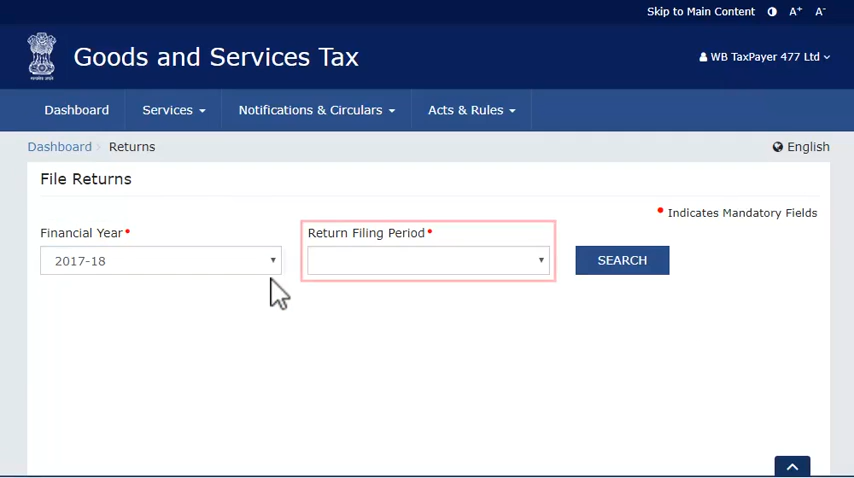 Skip to Main Content A+ A-
Goods and Services Tax
WB TaxPayer 477 Ltd
Dashboard Services Notifications & Circulars Acts & Rules
Dashboard Returns
English
File Returns
• Indicates Mandatory Fields
Financial Year• Return Filing Period•
2017-18
SEARCH